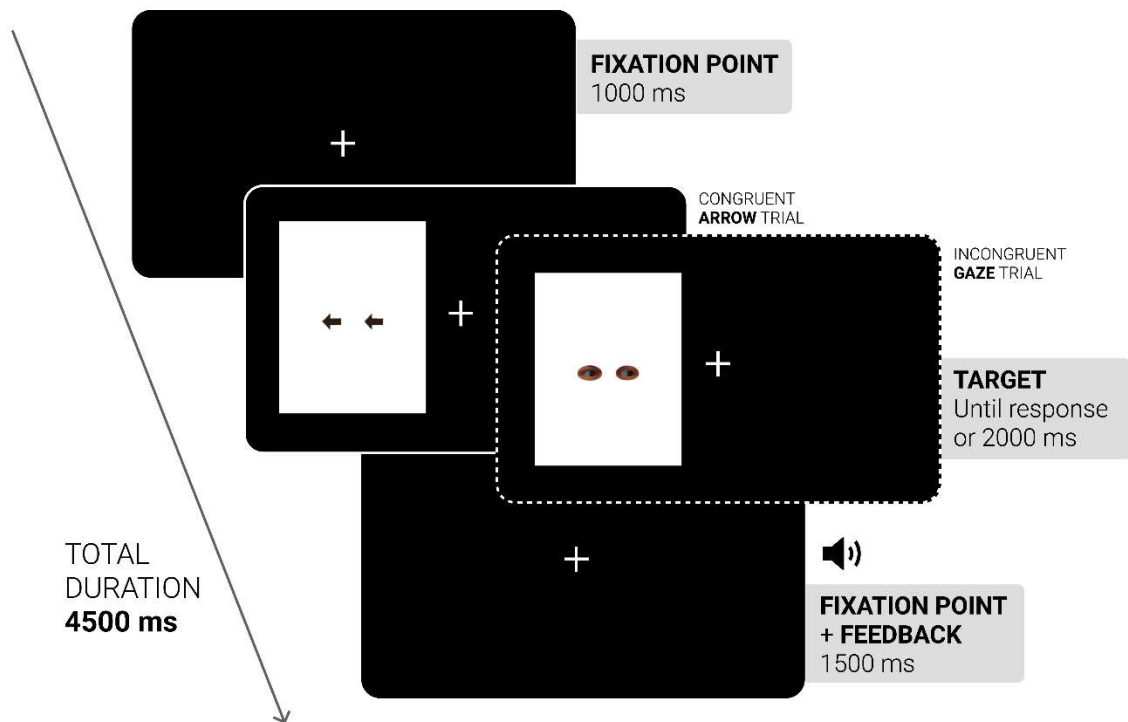 FIXATION POINT
1000 ms
CONGRUENT
ARROW TRIAL
INCONGRUENT
GAZE TRIAL
TARGET
Until response
or 2000 ms
TOTAL
DURATION
4500 ms
FIXATION POINT
+ FEEDBACK
1500 ms